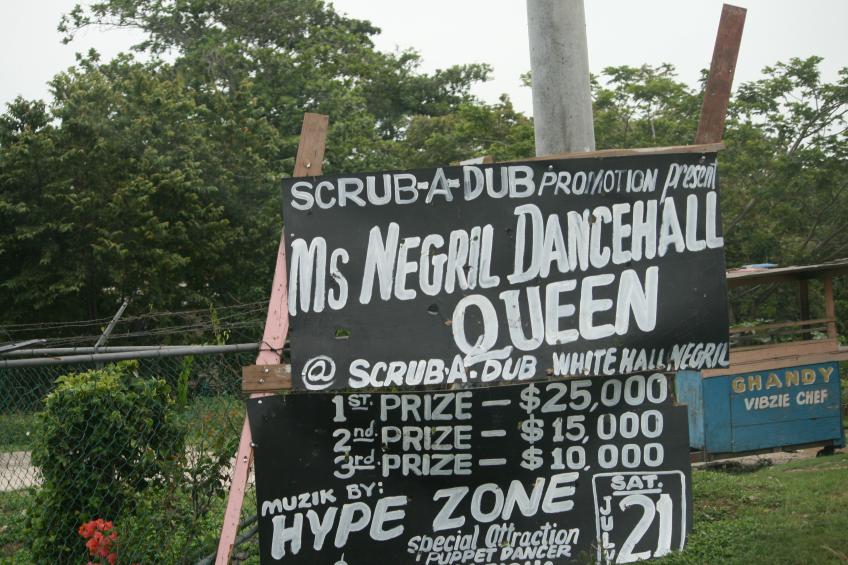 SCRUB-A-DUB PROMOTION present
Ms NEGRIL DANCEHALL
QUEEN
@ SCRUB.A.DUB WHITE HALL NEGRIL
1ST. PRIZE — $25,000
2nd. PRIZE — $15,000
3rd. PRIZE — $10,000
MUZIK BY:
HYPE ZONE
special Attraction
PUPPET DANCER
SAT.
JULY
21
GHANDY
VIBZIE CHEF